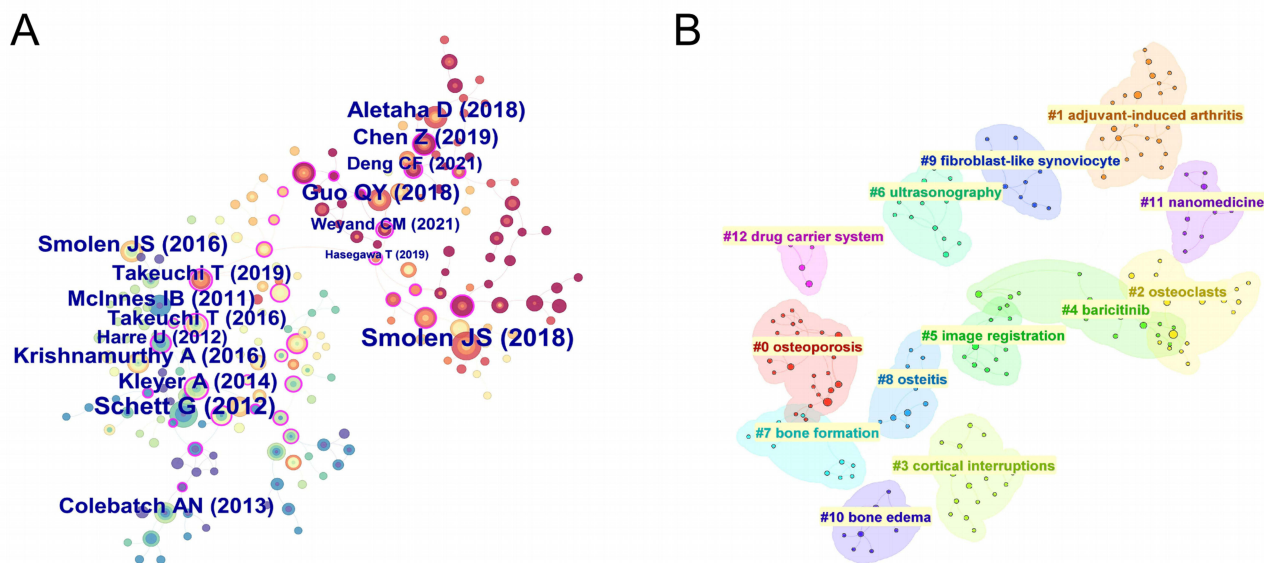 A
Aletaha D (2018)
Chen Z (2019)
Deng CF (2021)
Guo QY (2018)
Weyand CM (2021)
Smolen JS (2016)
Hasegawa T (2019)
Takeuchi T (2019)
McInnes IB (2011)
Takeuchi T (2016)
Harre U (2012)
Smolen JS (2018)
Krishnamurthy A (2016)
Kleyer A (2014)
Schett G (2012)
Colebatch AN (2013)
B
#1 adjuvant-induced arthritis
#9 fibroblast-like synoviocyte
#6 ultrasonography
#11 nanomedicine
#12 drug carrier system
#2 osteoclasts
#4 baricitinib
#5 image registration
#0 osteoporosis
#8 osteitis
#7 bone formation
#3 cortical interruptions
#10 bone edema